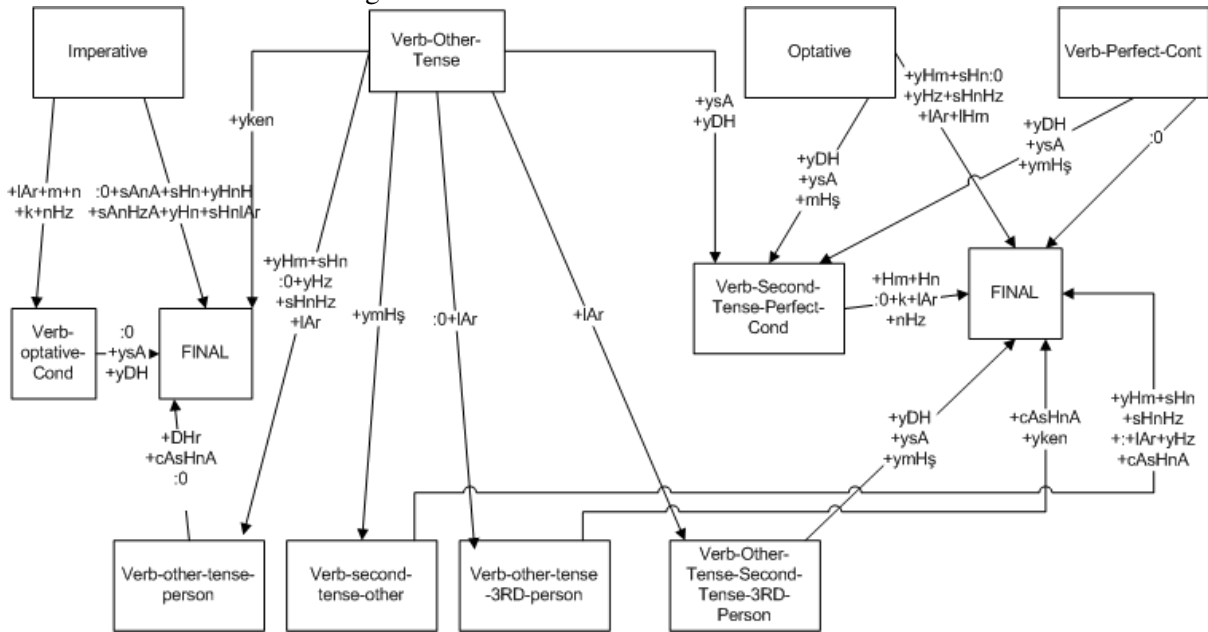 Imperative
Verb-Other-
Tense
Optative
Verb-Perfect-Cont
+yken
+ysA
+yDH
+yHm+sHn:0
+yHz+sHnHz
+lAr+lHm
+yDH
+ysA
+mHş
+yDH
+ysA
+ymHş
:0
+lAr+m+n
+k+nHz
:0+sAnA+sHn+yHnH
+sAnHzA+yHn+sHnlAr
+yHm+sHn
:0+yHz
+sHnHz
+lAr
+ymHş
:0+lAr
+lAr
Verb-
optative-
Cond
:0
+ysA
+yDH
FINAL
Verb-Second-
Tense-Perfect-
Cond
+Hm+Hn
:0+k+lAr
+nHz
FINAL
+DHr
+cAsHnA
:0
+yDH
+ysA
+ymHş
+cAsHnA
+yken
+yHm+sHn
+sHnHz
+:+lAr+yHz
+cAsHnA
Verb-other-tense-
person
Verb-second-
tense-other
Verb-other-tense
-3RD-person
Verb-Other-
Tense-Second-
Tense-3RD-
Person